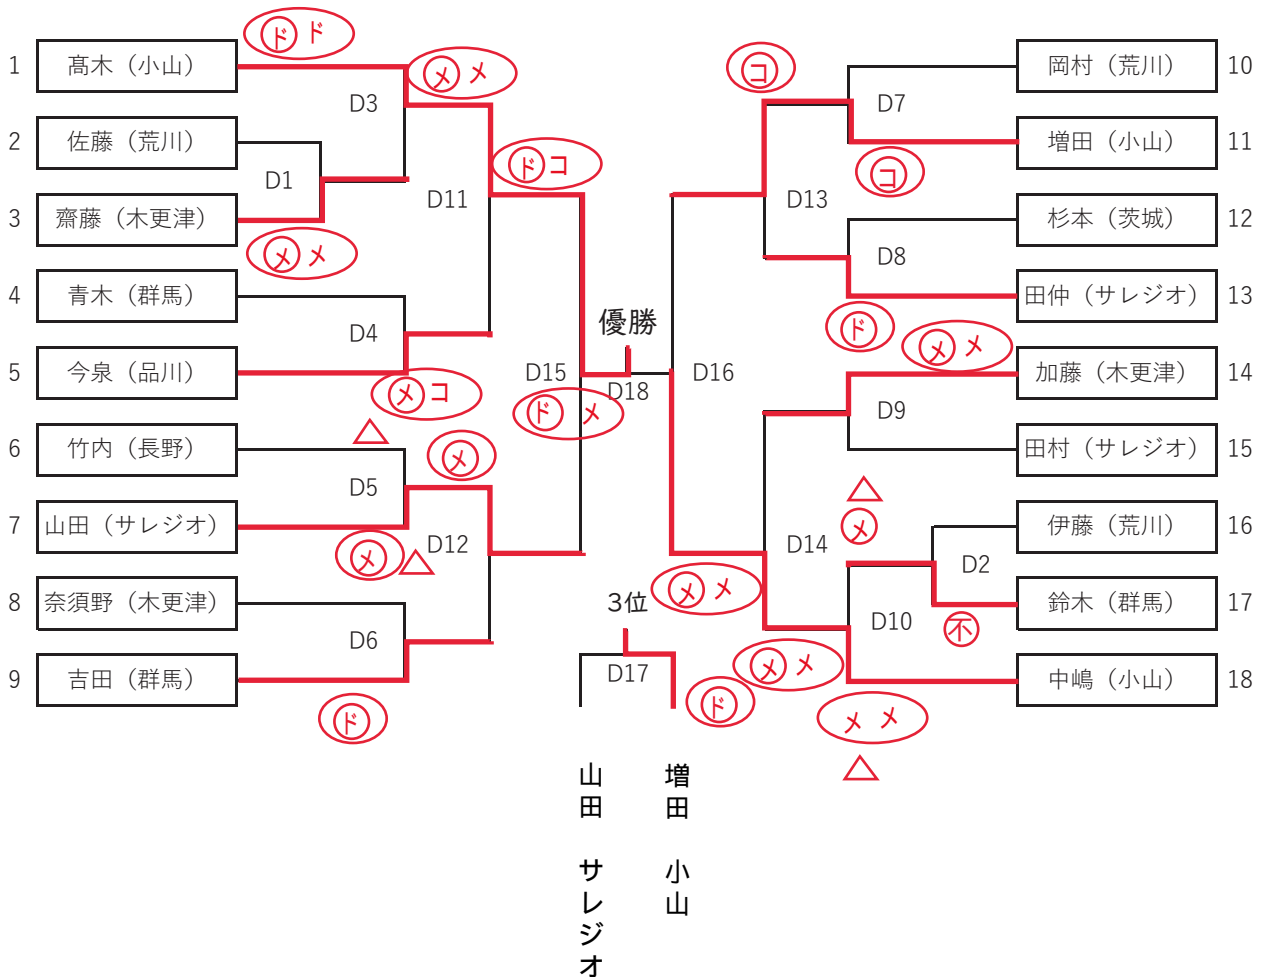 ド ド
1 髙木（小山）
メ メ
D3
2 佐藤（荒川）
D1
ド コ
D11
3 齋藤（木更津）
メ メ
4 青木（群馬）
D4
優勝
5 今泉（品川）
D15
D18
メ コ
ド メ
6 竹内（長野）
メ
D5
7 山田（サレジオ）
メ
D12
8 奈須野（木更津）
3位
D6
9 吉田（群馬）
D17
ド
コ
岡村（荒川） 10
D7
増田（小山） 11
コ
D13
杉本（茨城） 12
D8
田仲（サレジオ） 13
ド
メ メ
D16
加藤（木更津） 14
D9
田村（サレジオ） 15
メ
伊藤（荒川） 16
D14
D2
メ メ
鈴木（群馬） 17
D10
不
メ メ
中嶋（小山） 18
ド
メ メ
山田 サレジオ
増田 小山